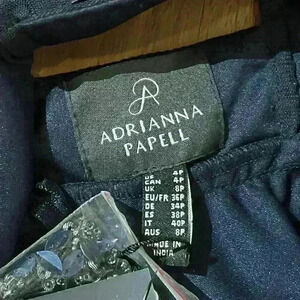 ADRIANNA
PAPELL
US 4P
CAN 4P
UK 8P
EU/FR 36P
DE 34P
ES 38P
IT 40P
AUS 8P
MADE IN
INDIA